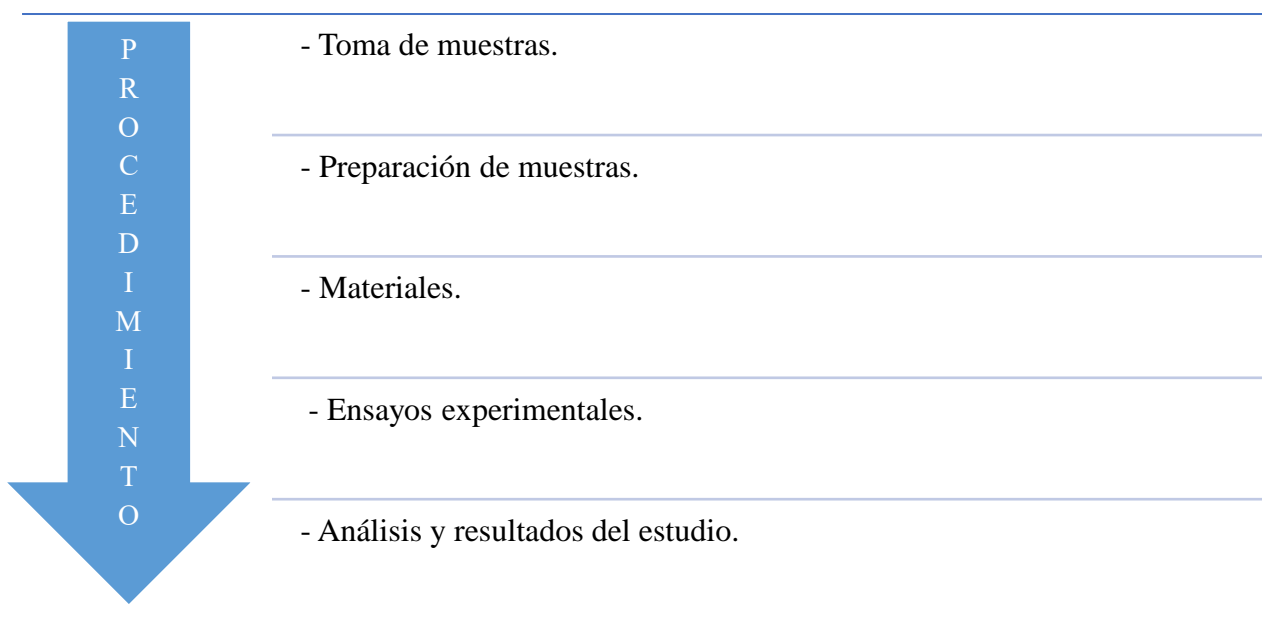 PROCEDIMIENTO
- Toma de muestras.
- Preparación de muestras.
- Materiales.
- Ensayos experimentales.
- Análisis y resultados del estudio.